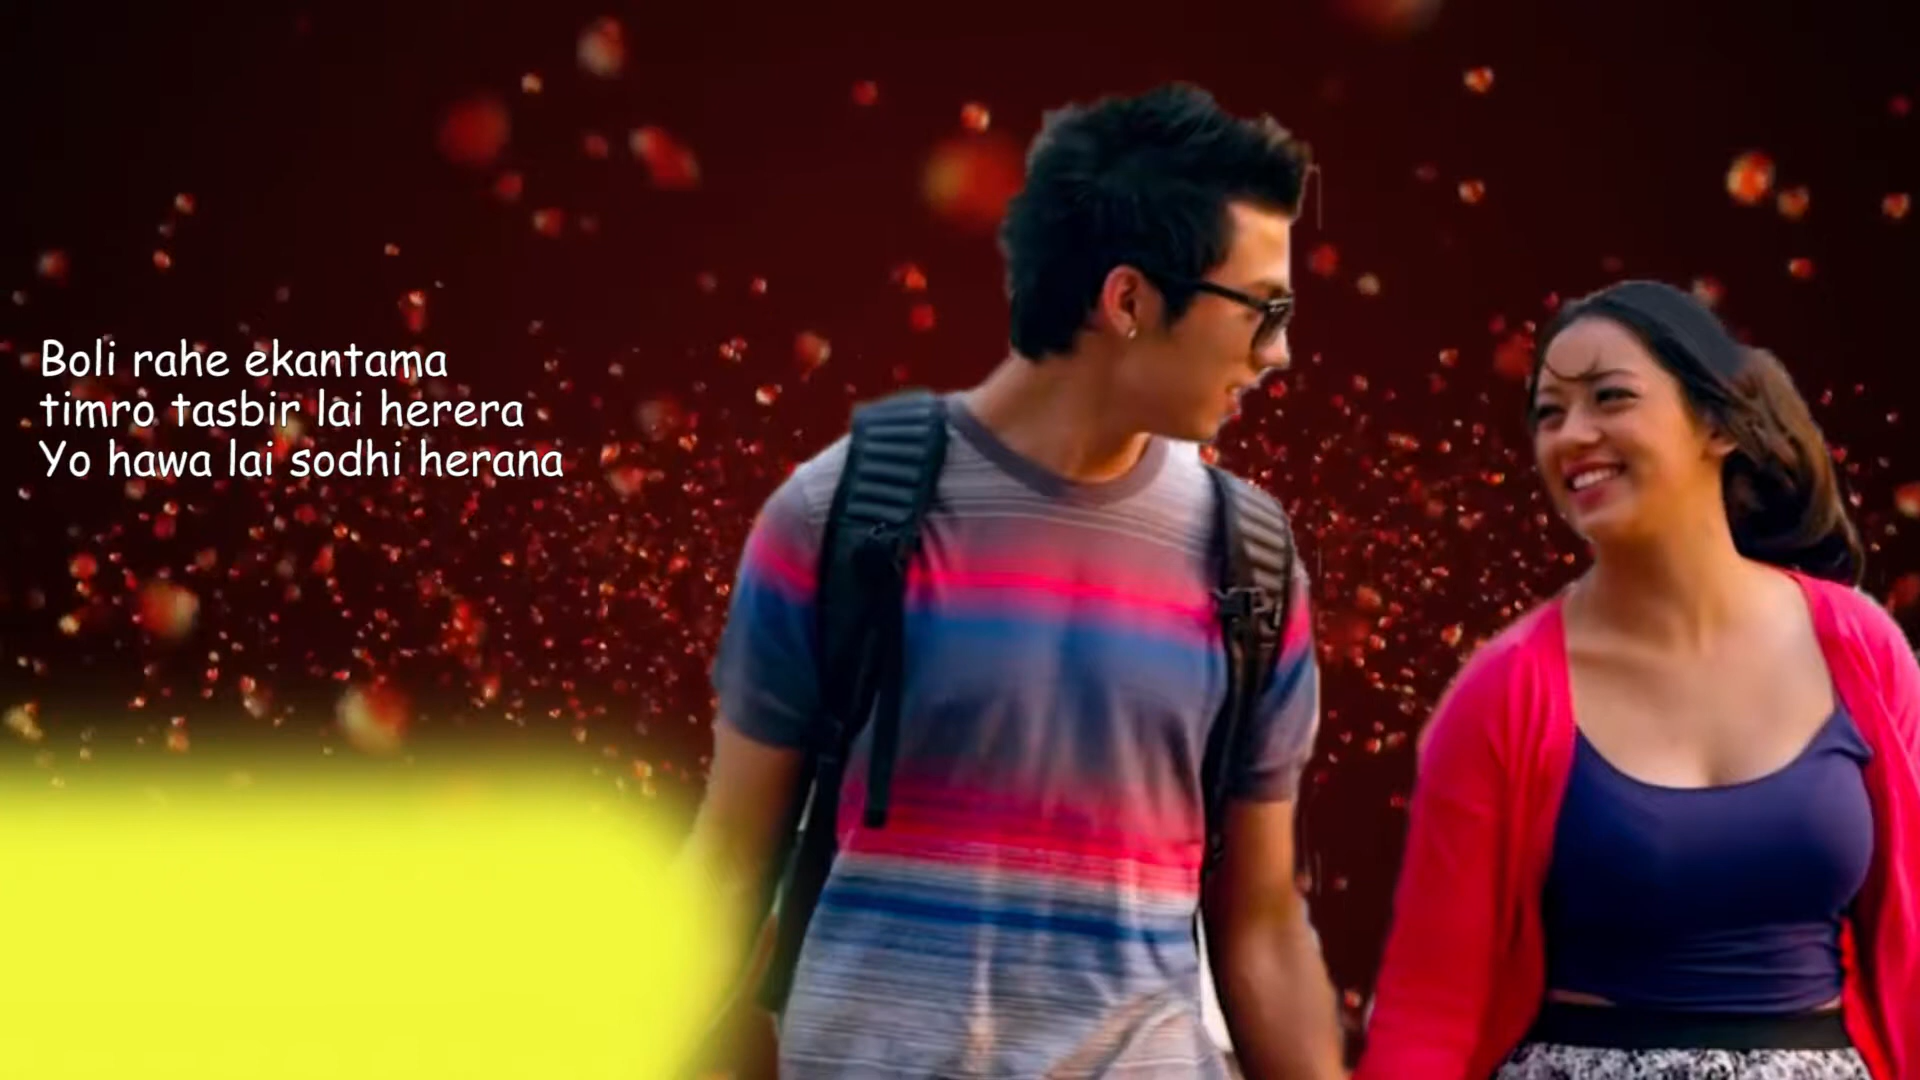 Boli rahe ekantama
timro tasbir lai herera
Yo hawa lai sodhi herana